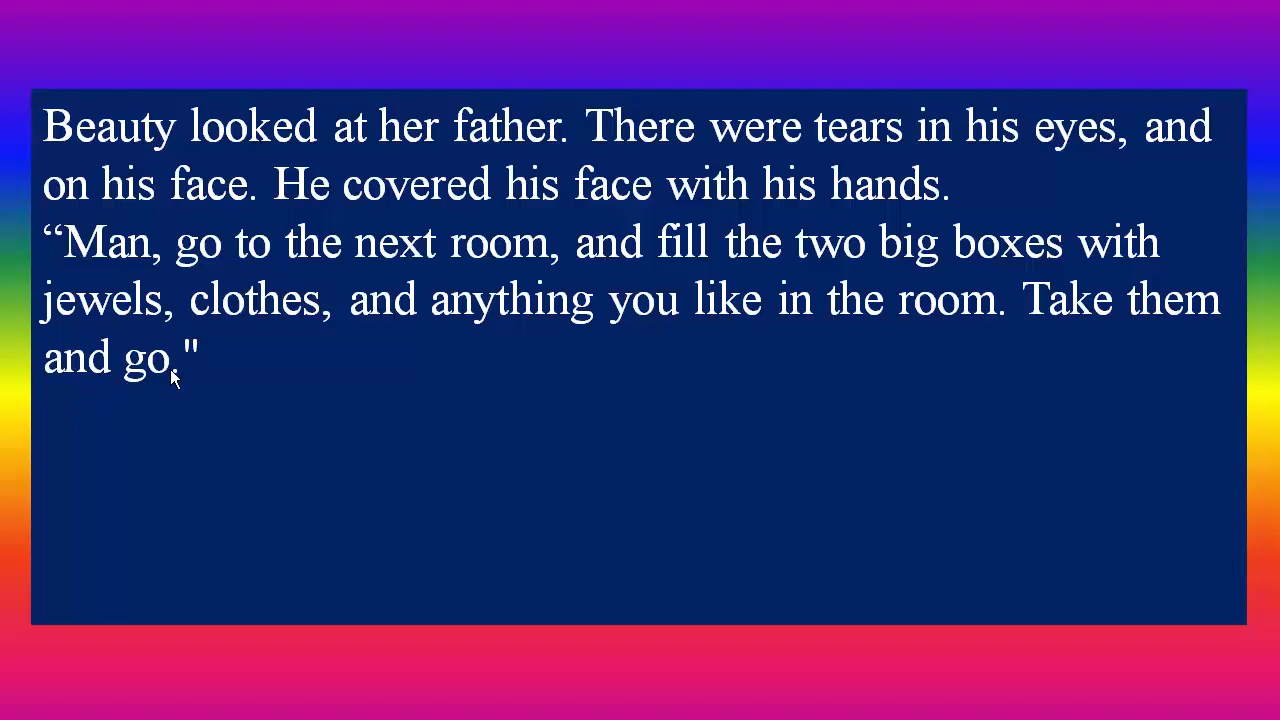 Beauty looked at her father. There were tears in his eyes, and
on his face. He covered his face with his hands.
“Man, go to the next room, and fill the two big boxes with
jewels, clothes, and anything you like in the room. Take them
and go."